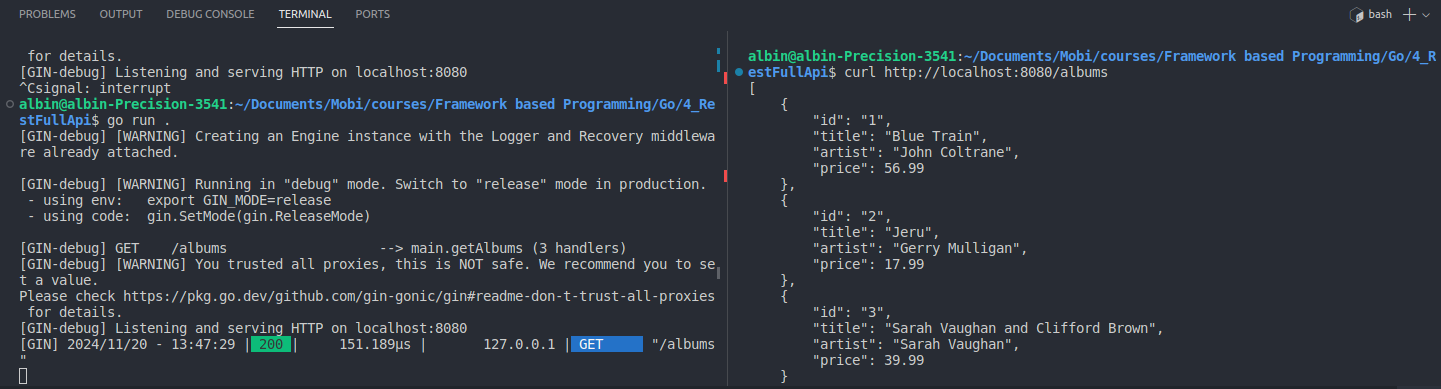 PROBLEMS OUTPUT DEBUG CONSOLE TERMINAL PORTS bash
 for details.
[GIN-debug] Listening and serving HTTP on localhost:8080
^Csignal: interrupt
albin@albin-Precision-3541:~/Documents/Mobi/courses/Framework based Programming/Go/4_Re
stFullApi$ go run .
[GIN-debug] [WARNING] Creating an Engine instance with the Logger and Recovery middlewa
re already attached.
[GIN-debug] [WARNING] Running in "debug" mode. Switch to "release" mode in production.
 - using env:   export GIN_MODE=release
 - using code:  gin.SetMode(gin.ReleaseMode)
[GIN-debug] GET    /albums                   --> main.getAlbums (3 handlers)
[GIN-debug] [WARNING] You trusted all proxies, this is NOT safe. We recommend you to se
t a value.
Please check https://pkg.go.dev/github.com/gin-gonic/gin#readme-don-t-trust-all-proxies
 for details.
[GIN-debug] Listening and serving HTTP on localhost:8080
[GIN] 2024/11/20 - 13:47:29 | 200 |     151.189µs |       127.0.0.1 | GET      "/albums
"
albin@albin-Precision-3541:~/Documents/Mobi/courses/Framework based Programming/Go/4_R
estFullApi$ curl http://localhost:8080/albums
[
    {
        "id": "1",
        "title": "Blue Train",
        "artist": "John Coltrane",
        "price": 56.99
    },
    {
        "id": "2",
        "title": "Jeru",
        "artist": "Gerry Mulligan",
        "price": 17.99
    },
    {
        "id": "3",
        "title": "Sarah Vaughan and Clifford Brown",
        "artist": "Sarah Vaughan",
        "price": 39.99
    }